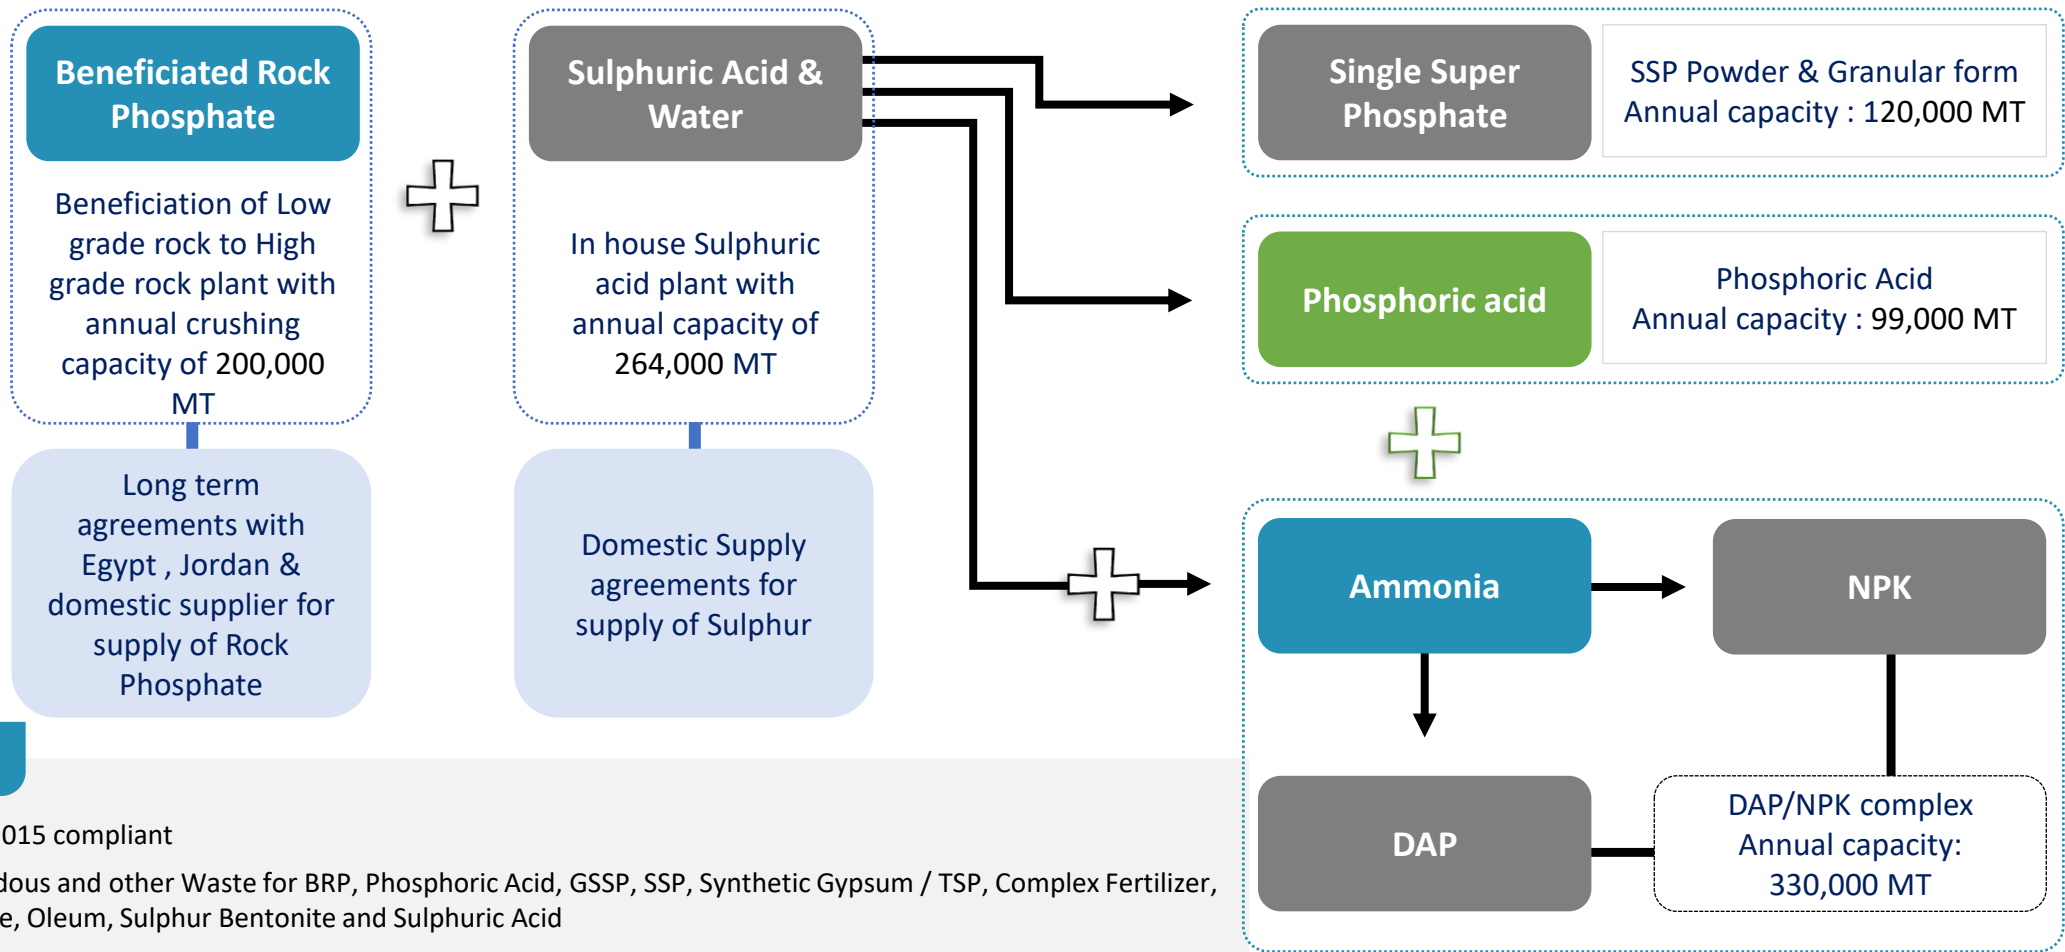 Beneficiated Rock
Phosphate
Beneficiation of Low
grade rock to High
grade rock plant with
annual crushing
capacity of 200,000
MT
Long term
agreements with
Egypt , Jordan &
domestic supplier for
supply of Rock
Phosphate
Sulphuric Acid &
Water
In house Sulphuric
acid plant with
annual capacity of
264,000 MT
Domestic Supply
agreements for
supply of Sulphur
Single Super
Phosphate
SSP Powder & Granular form
Annual capacity : 120,000 MT
Phosphoric acid
Phosphoric Acid
Annual capacity : 99,000 MT
Ammonia
NPK
DAP
DAP/NPK complex
Annual capacity:
330,000 MT
015 compliant
dous and other Waste for BRP, Phosphoric Acid, GSSP, SSP, Synthetic Gypsum / TSP, Complex Fertilizer,
e, Oleum, Sulphur Bentonite and Sulphuric Acid